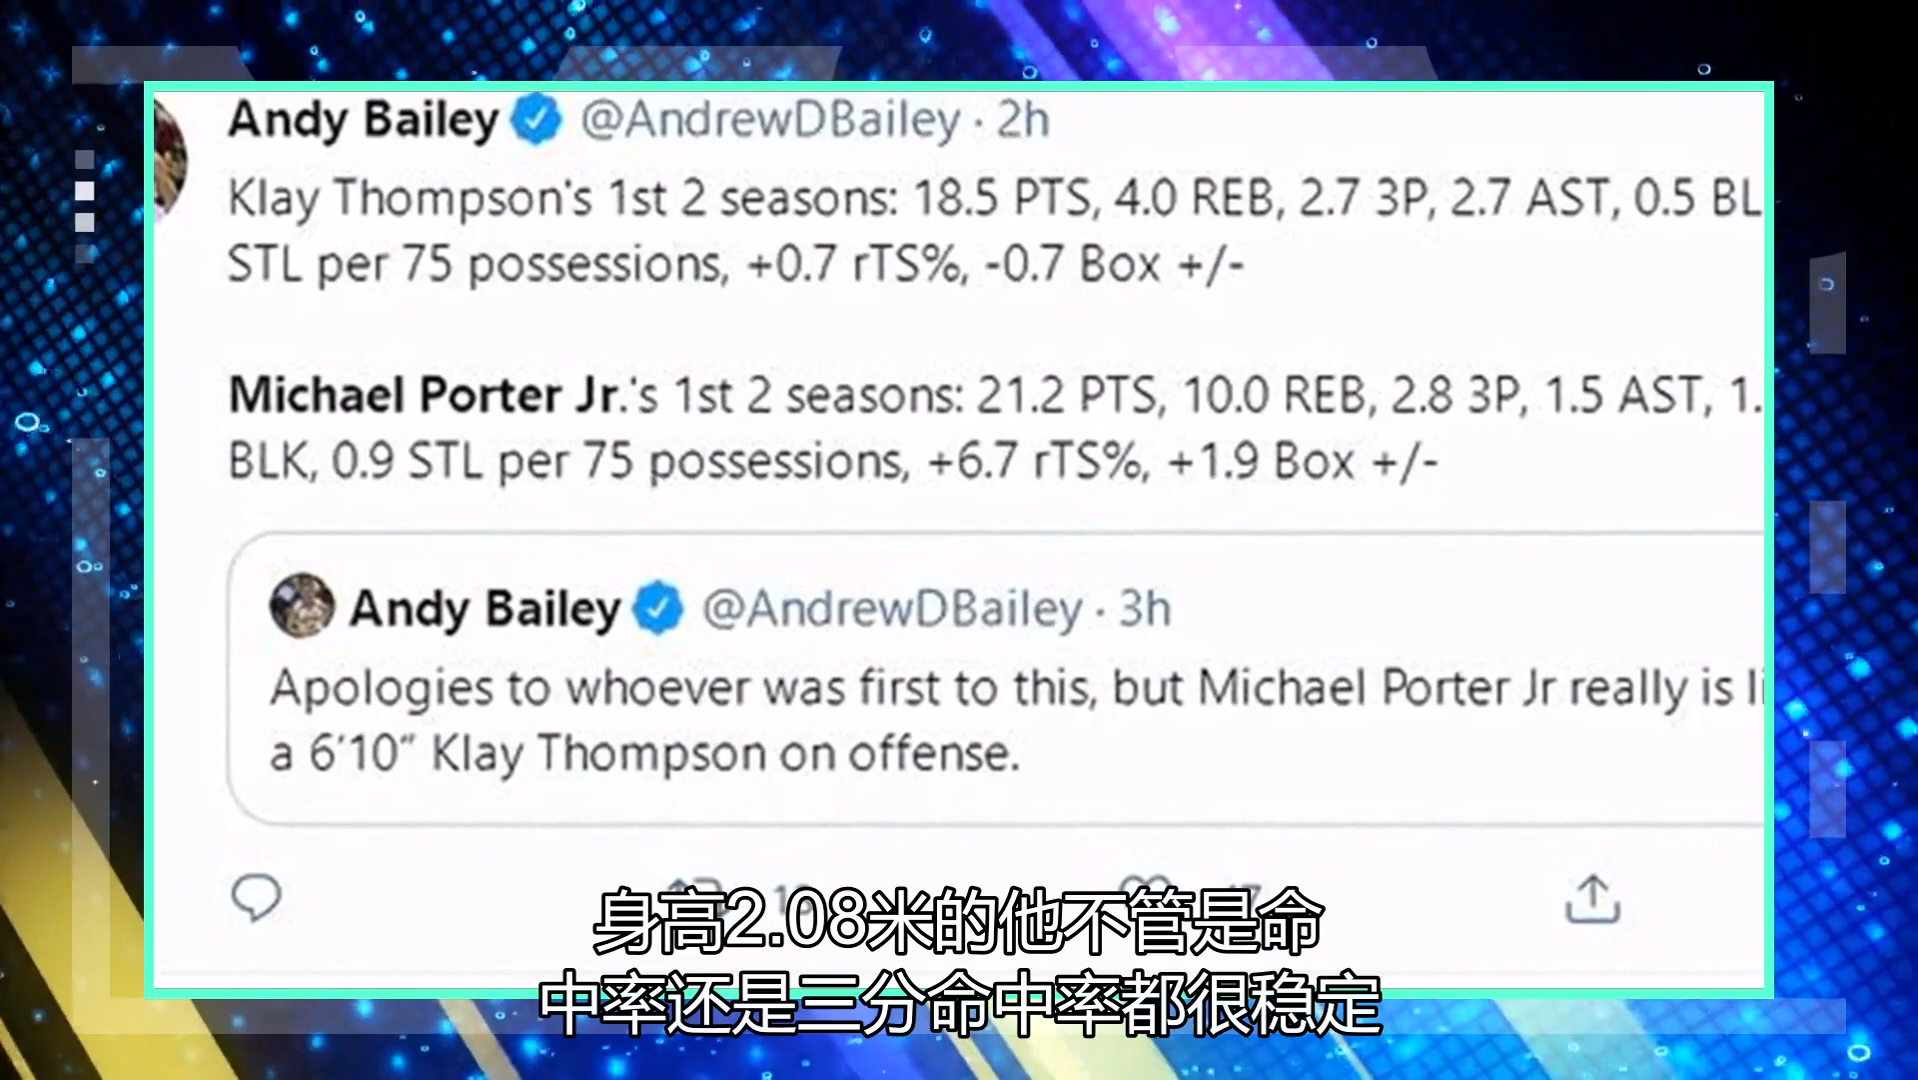 Andy Bailey @AndrewDBailey · 2h
Klay Thompson's 1st 2 seasons: 18.5 PTS, 4.0 REB, 2.7 3P, 2.7 AST, 0.5 BL
STL per 75 possessions, +0.7 rTS%, -0.7 Box +/-
Michael Porter Jr.'s 1st 2 seasons: 21.2 PTS, 10.0 REB, 2.8 3P, 1.5 AST, 1.
BLK, 0.9 STL per 75 possessions, +6.7 rTS%, +1.9 Box +/-
Andy Bailey @AndrewDBailey · 3h
Apologies to whoever was first to this, but Michael Porter Jr really is li
a 6'10" Klay Thompson on offense.
身高2.08米的他不管是命
中率还是三分命中率都很稳定